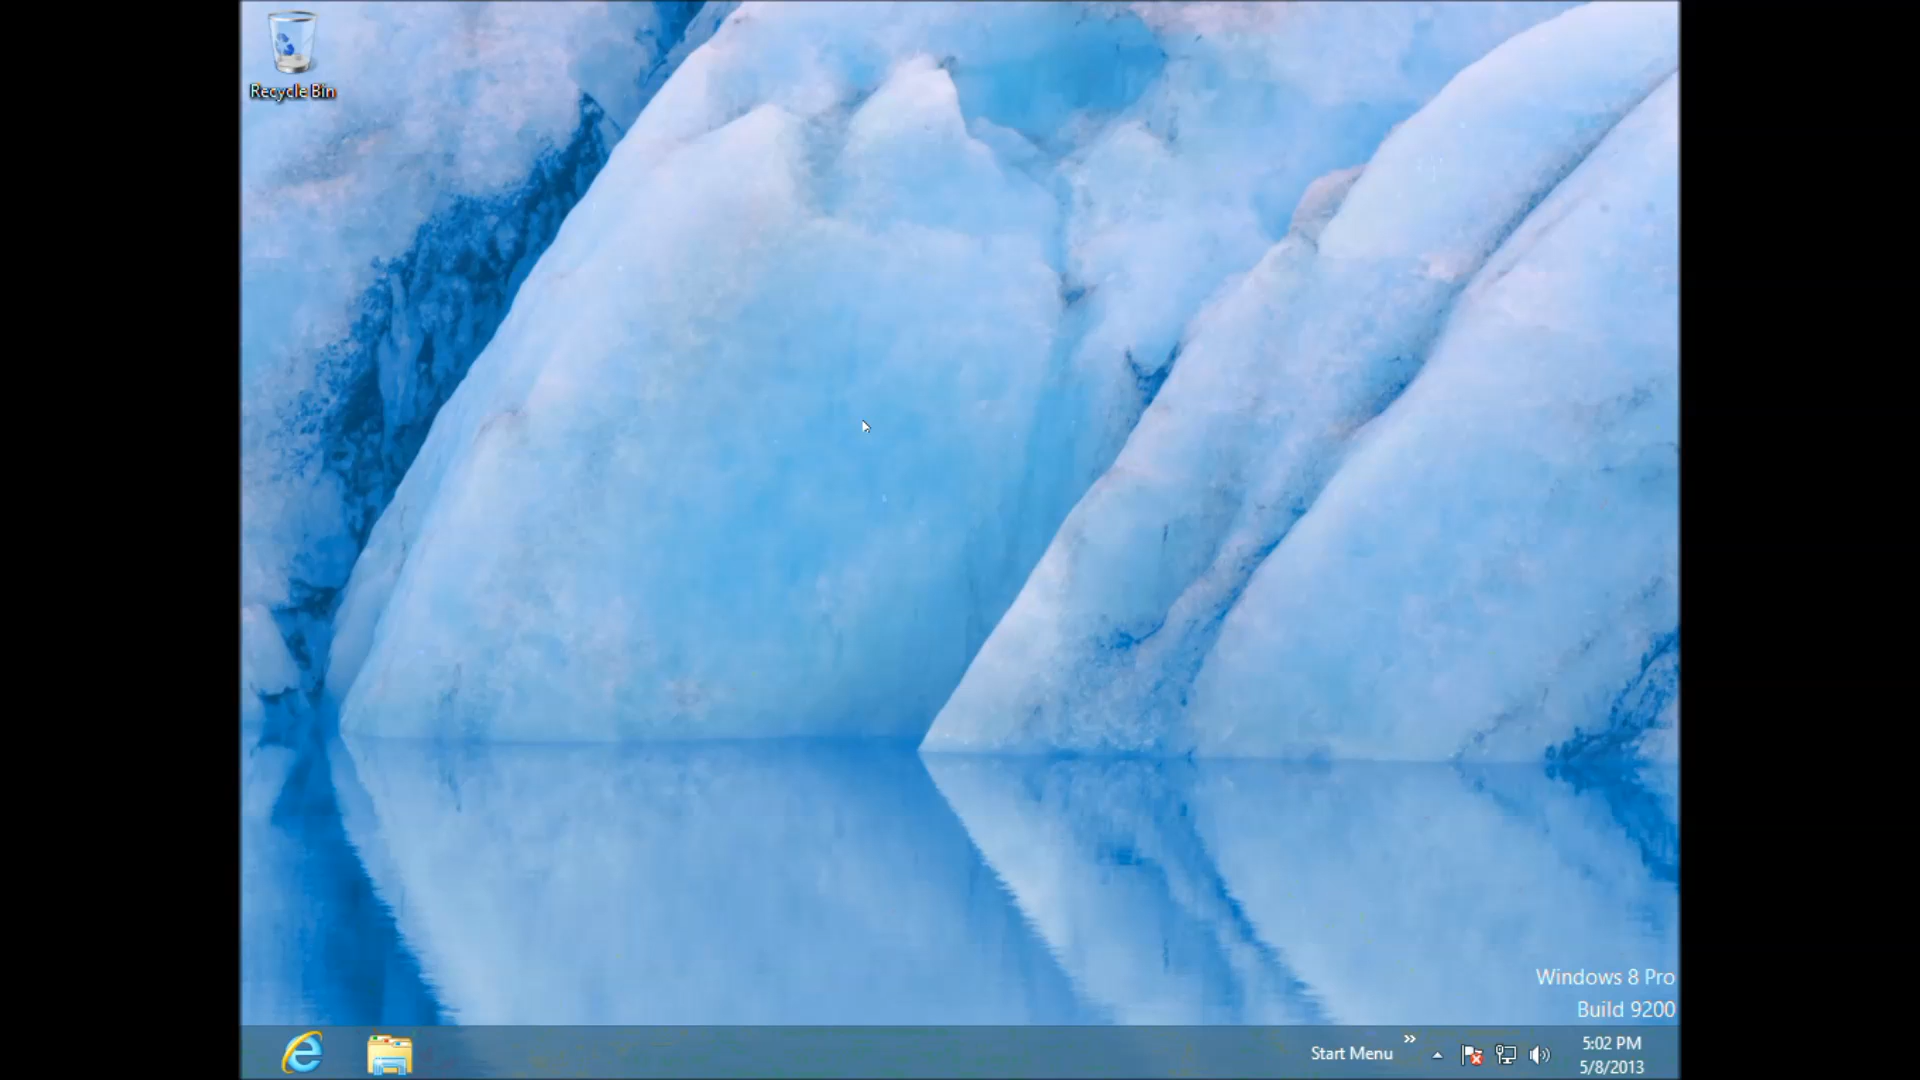 Recycle Bin
Windows 8 Pro
Build 9200
Start Menu
5:02 PM
5/8/2013